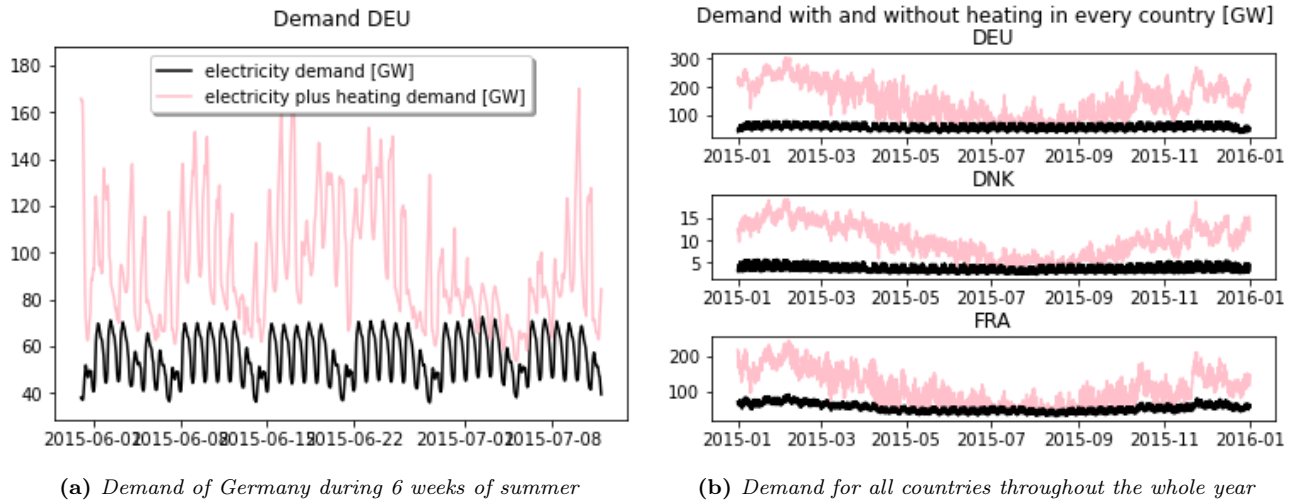 Demand DEU
180
160
140
120
100
80
60
40
electricity demand [GW]
electricity plus heating demand [GW]
2015-06-01 2015-06-08 2015-06-15 2015-06-22 2015-07-01 2015-07-08
(a) Demand of Germany during 6 weeks of summer
Demand with and without heating in every country [GW]
DEU
300
200
100
2015-01 2015-03 2015-05 2015-07 2015-09 2015-11 2016-01
DNK
15
10
5
2015-01 2015-03 2015-05 2015-07 2015-09 2015-11 2016-01
FRA
200
100
2015-01 2015-03 2015-05 2015-07 2015-09 2015-11 2016-01
(b) Demand for all countries throughout the whole year